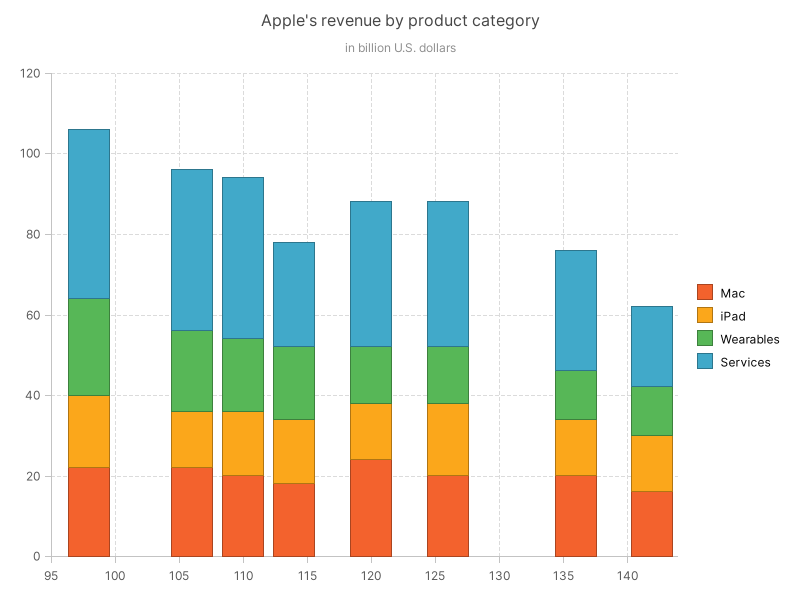 Apple's revenue by product category
in billion U.S. dollars
120
100
80
60
40
20
0
95 100 105 110 115 120 125 130 135 140
Mac
iPad
Wearables
Services